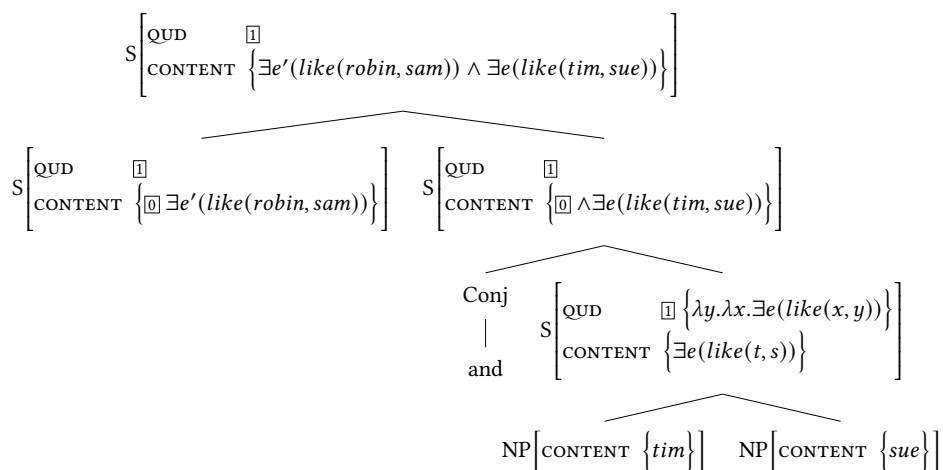 S[QUD 1
CONTENT {∃e′(like(robin, sam)) ∧ ∃e(like(tim, sue))}]
S[QUD 1
CONTENT {0 ∃e′(like(robin, sam))}]
S[QUD 1
CONTENT {0 ∧∃e(like(tim, sue))}]
Conj
and
S[QUD 1 {λy.λx.∃e(like(x, y))}
CONTENT {∃e(like(t, s))}]
NP[CONTENT {tim}] NP[CONTENT {sue}]